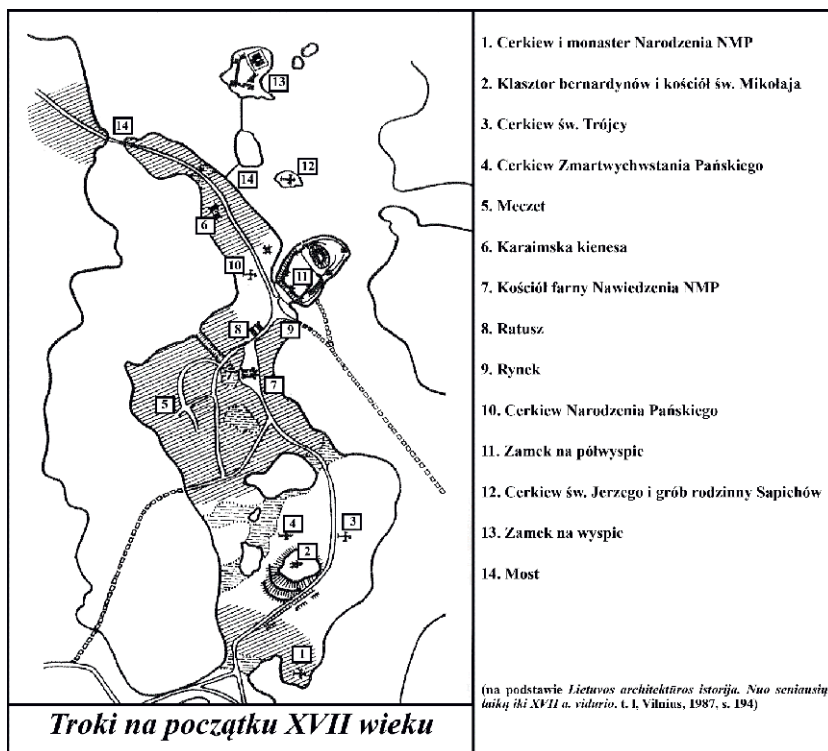 14
13
12
14
6
10
11
8
9
7
5
4
3
2
1
Troki na początku XVII wieku
1. Cerkiew i monaster Narodzenia NMP
2. Klasztor bernardynów i kościół św. Mikołaja
3. Cerkiew św. Trójcy
4. Cerkiew Zmartwychwstania Pańskiego
5. Meczet
6. Karaimska kienesa
7. Kościół farny Nawiedzenia NMP
8. Ratusz
9. Rynek
10. Cerkiew Narodzenia Pańskiego
11. Zamek na półwyspie
12. Cerkiew św. Jerzego i grób rodzinny Sapiehów
13. Zamek na wyspie
14. Most
(na podstawie Lietuvos architektūros istorija. Nuo seniausių
laikų iki XVII a. vidurio. t. I, Vilnius, 1987, s. 194)